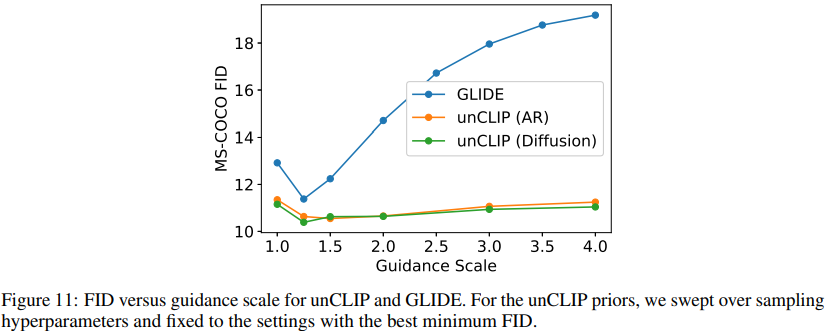 18
16
14
12
10
MS-COCO FID
GLIDE
unCLIP (AR)
unCLIP (Diffusion)
1.0 1.5 2.0 2.5 3.0 3.5 4.0
Guidance Scale
Figure 11: FID versus guidance scale for unCLIP and GLIDE. For the unCLIP priors, we swept over sampling
hyperparameters and fixed to the settings with the best minimum FID.